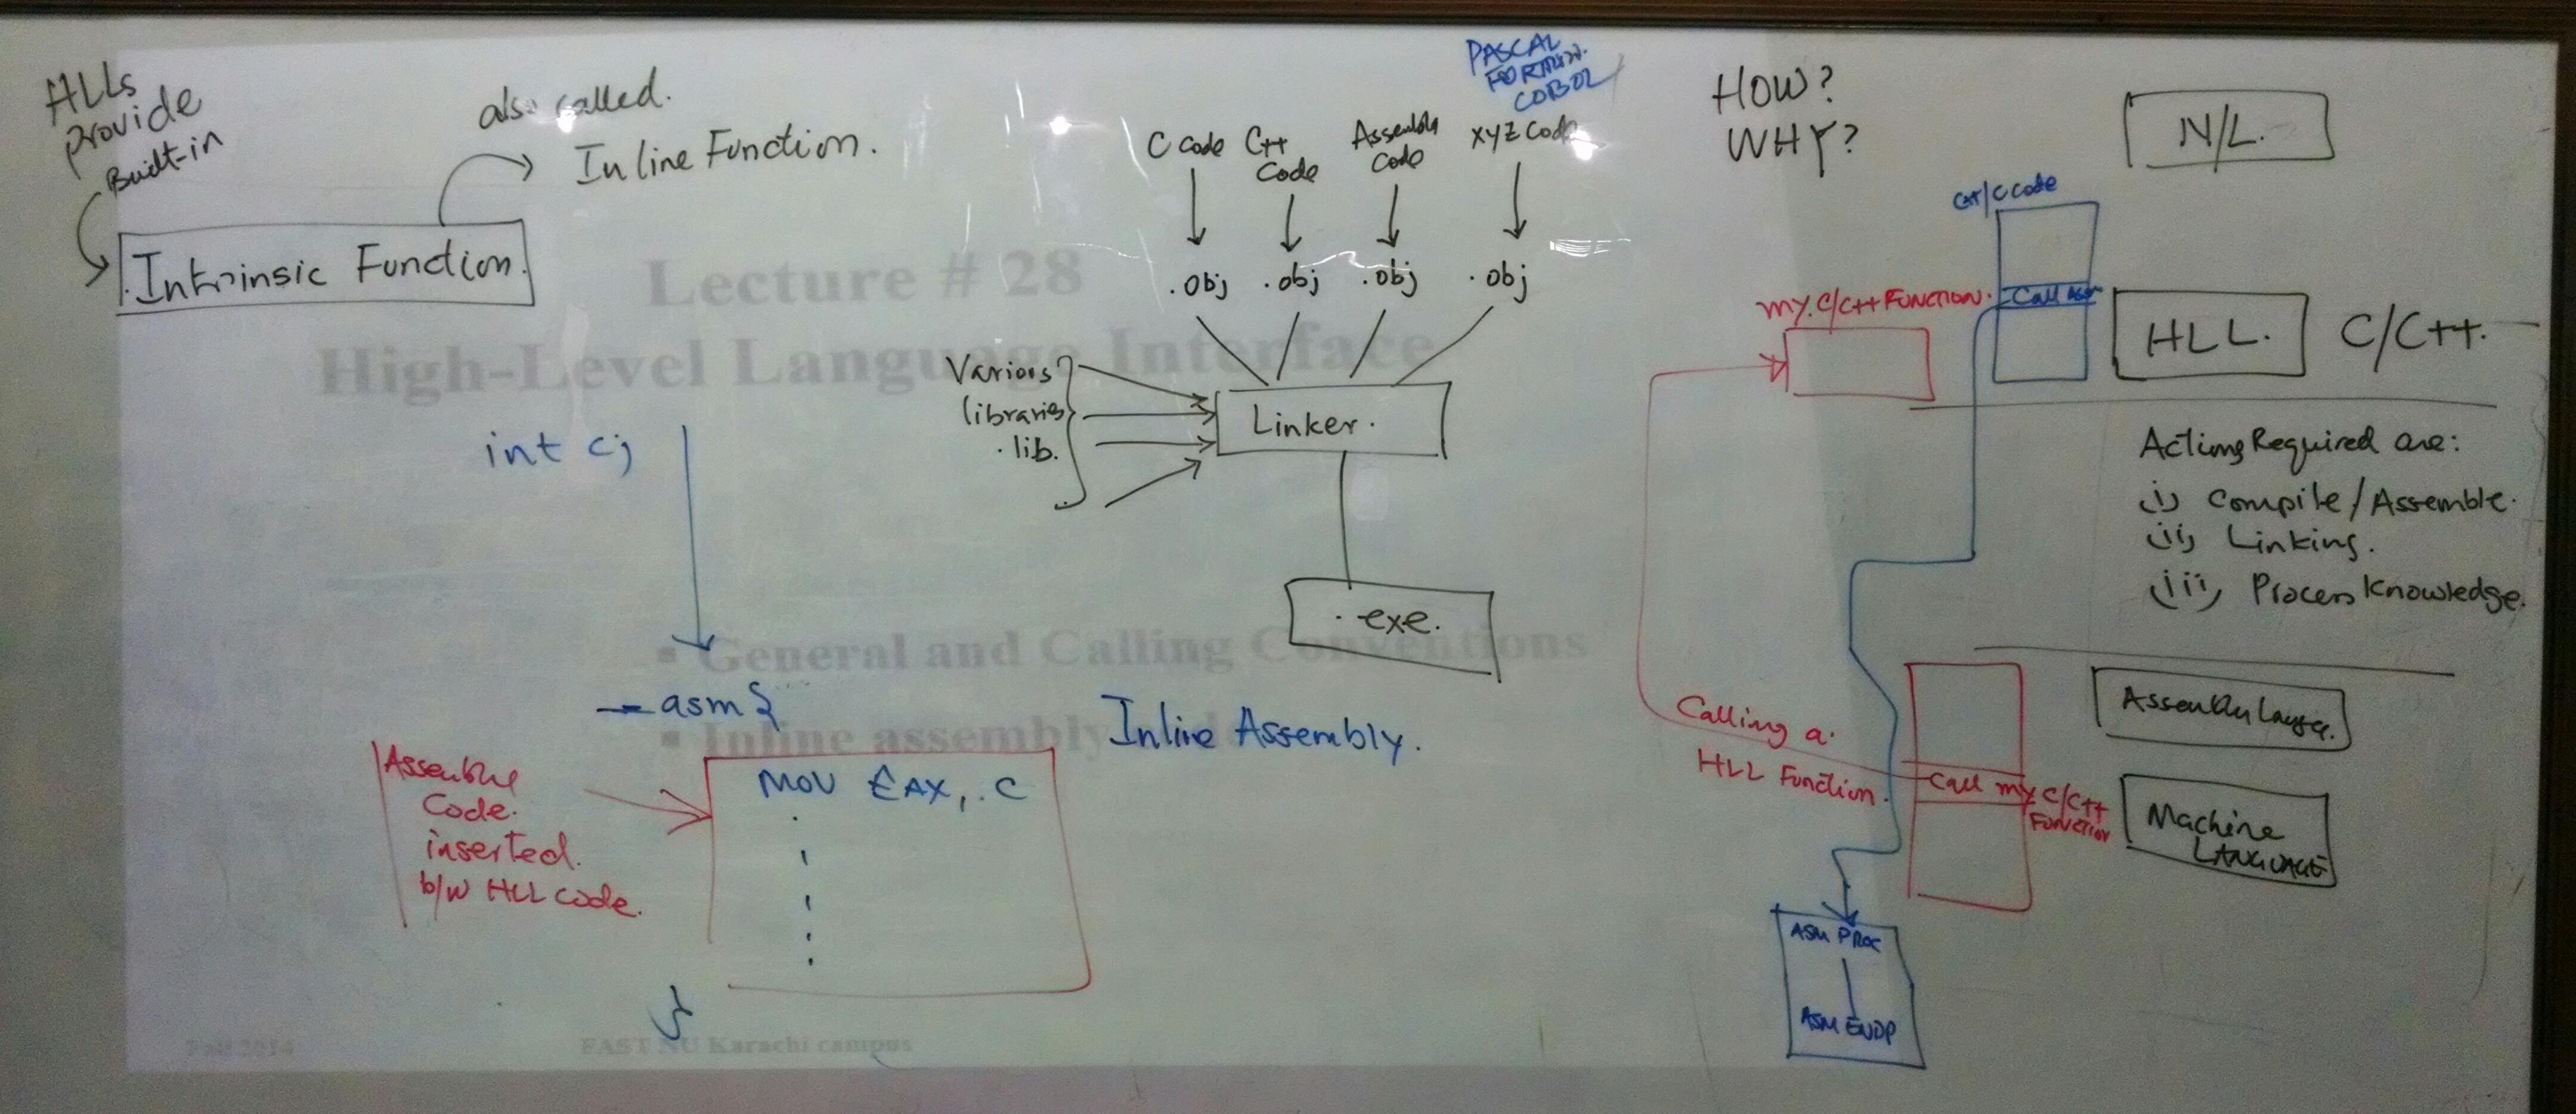 HLLs
provide
Built-in
Intrinsic Function.
also called.
Inline Function.
Lecture # 28
High-Level Language Interface
int c;
▪ General and Calling Conventions
▪ Inline assembly code
_asm {
MOV EAX, C
}
Assembly
Code.
inserted.
b/w HLL code.
Inline Assembly.
Fall 2014
FAST NU Karachi campus
PASCAL
FORTRAN.
COBOL
C code
C++
Code
Assembly
Code
XYZ Code
.obj
.obj
.obj
.obj
Various
libraries
.lib.
Linker.
.exe.
HOW?
WHY?
N/L.
C++/C Code
Call Asm
my C/C++ FUNCTION.
HLL.
C/C++.
Actions Required are:
i) Compile/Assemble.
ii) Linking.
iii) Process Knowledge.
Calling a.
HLL Function.
Call my C/C++
Function
Assembly
Machine
LANGUAGE
ASM PROC
ASM ENDP